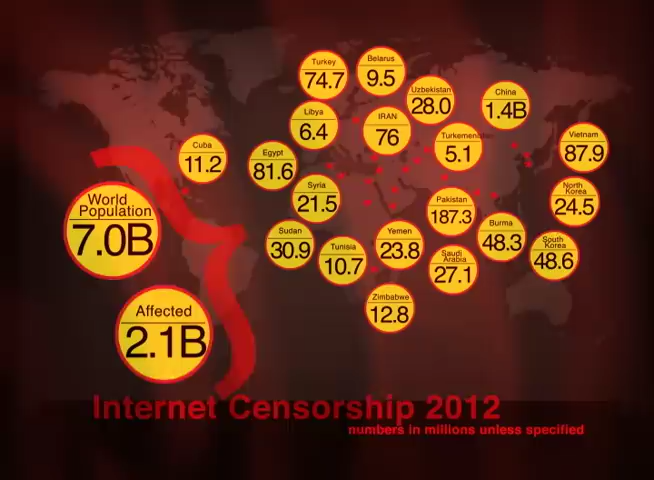 Turkey
74.7
Belarus
9.5
Uzbekistan
28.0
China
1.4B
Libya
6.4
IRAN
76
Turkemen
5.1
Vietnam
87.9
Cuba
11.2
Egypt
81.6
Syria
21.5
Pakistan
187.3
North
Korea
24.5
World
Population
7.0B
Sudan
30.9
Tunisia
10.7
Yemen
23.8
Saudi
Arabia
27.1
Burma
48.3
South
Korea
48.6
Zimbabwe
12.8
Affected
2.1B
Internet Censorship 2012
numbers in millions unless specified